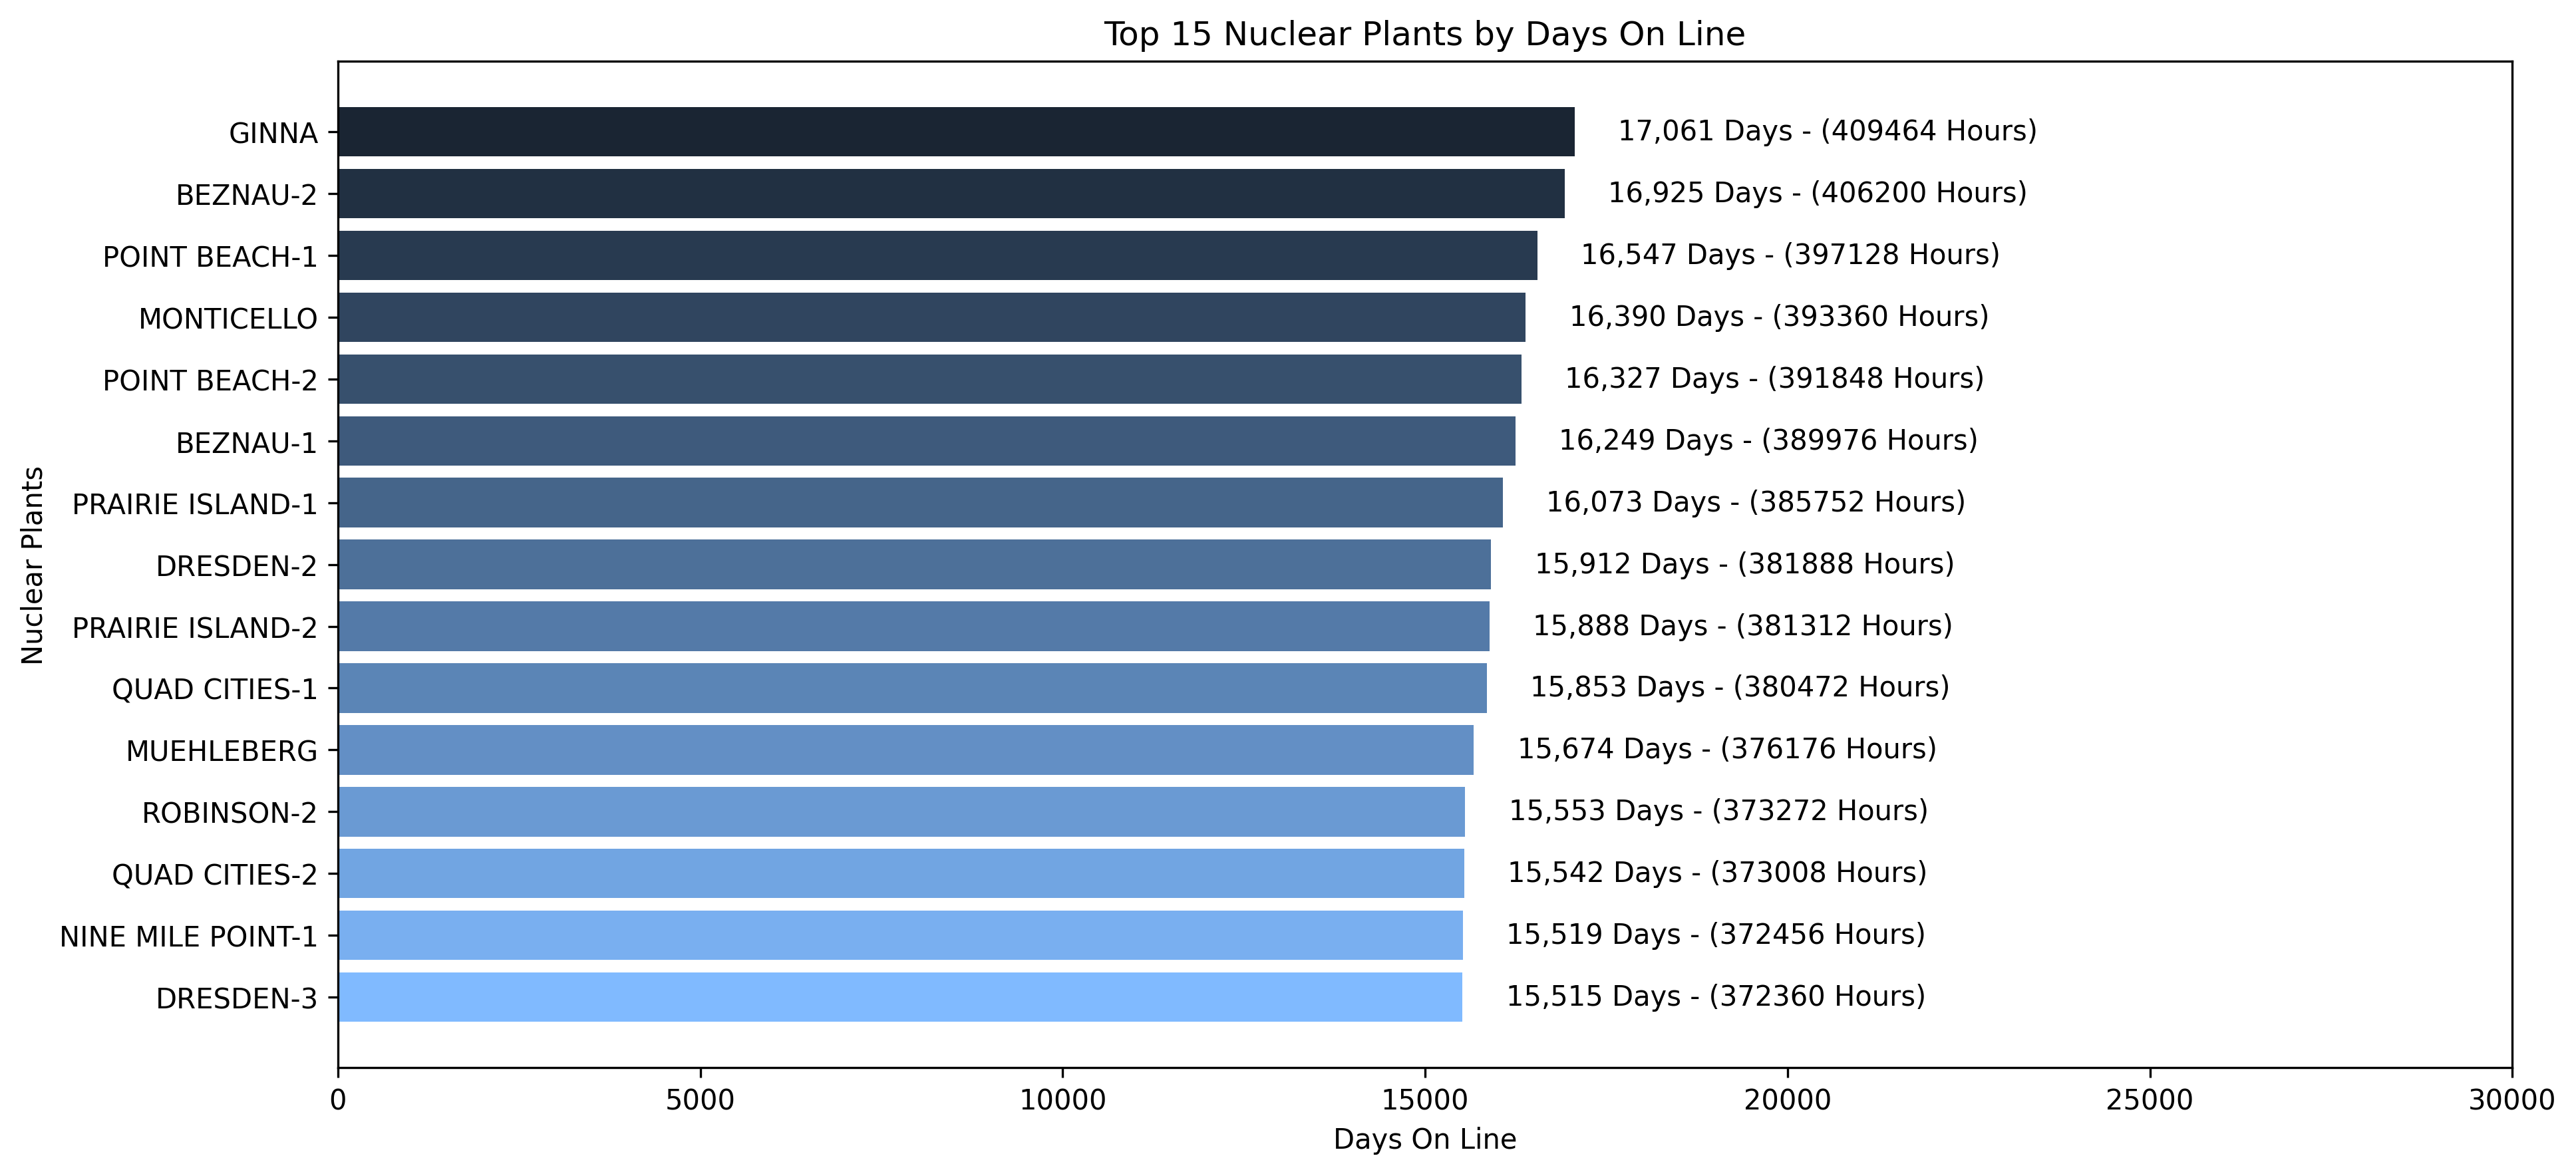 Top 15 Nuclear Plants by Days On Line
Nuclear Plants
GINNA 17,061 Days - (409464 Hours)
BEZNAU-2 16,925 Days - (406200 Hours)
POINT BEACH-1 16,547 Days - (397128 Hours)
MONTICELLO 16,390 Days - (393360 Hours)
POINT BEACH-2 16,327 Days - (391848 Hours)
BEZNAU-1 16,249 Days - (389976 Hours)
PRAIRIE ISLAND-1 16,073 Days - (385752 Hours)
DRESDEN-2 15,912 Days - (381888 Hours)
PRAIRIE ISLAND-2 15,888 Days - (381312 Hours)
QUAD CITIES-1 15,853 Days - (380472 Hours)
MUEHLEBERG 15,674 Days - (376176 Hours)
ROBINSON-2 15,553 Days - (373272 Hours)
QUAD CITIES-2 15,542 Days - (373008 Hours)
NINE MILE POINT-1 15,519 Days - (372456 Hours)
DRESDEN-3 15,515 Days - (372360 Hours)
0 5000 10000 15000 20000 25000 30000
Days On Line